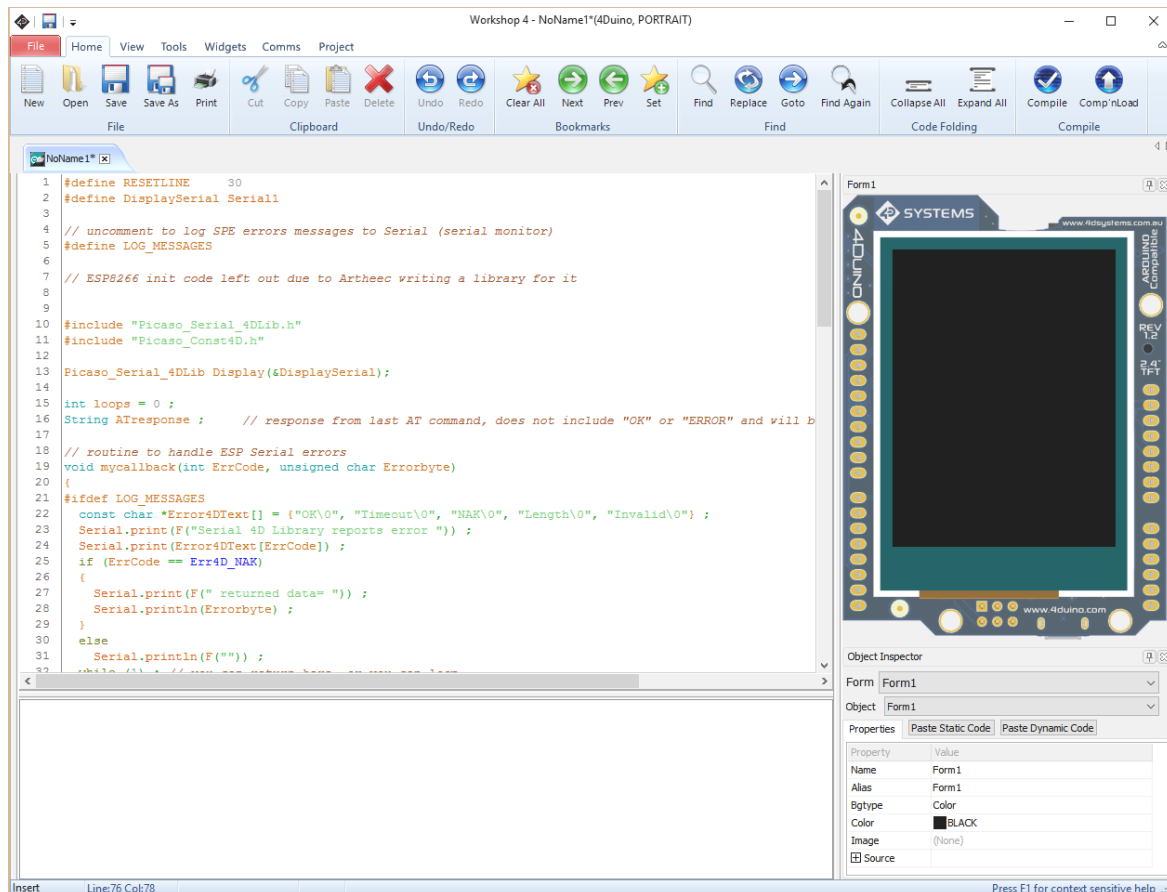 Workshop 4 - NoName1*(4Duino, PORTRAIT)
File Home View Tools Widgets Comms Project
New Open Save Save As Print Cut Copy Paste Delete Undo Redo Clear All Next Prev Set Find Replace Goto Find Again Collapse All Expand All Compile Comp'nLoad
File Clipboard Undo/Redo Bookmarks Find Code Folding Compile
NoName1*
1 #define RESETLINE 30
2 #define DisplaySerial Serial1
3
4 // uncomment to log SPE errors messages to Serial (serial monitor)
5 #define LOG_MESSAGES
6
7 // ESP8266 init code left out due to Artheec writing a library for it
8
9
10 #include "Picaso_Serial_4DLib.h"
11 #include "Picaso_Const4D.h"
12
13 Picaso_Serial_4DLib Display(&DisplaySerial);
14
15 int loops = 0 ;
16 String ATresponse ; // response from last AT command, does not include "OK" or "ERROR" and will b
17
18 // routine to handle ESP Serial errors
19 void mycallback(int ErrCode, unsigned char Errorbyte)
20 {
21 #ifdef LOG_MESSAGES
22 const char *Error4DText[] = {"OK\0", "Timeout\0", "NAK\0", "Length\0", "Invalid\0"} ;
23 Serial.print(F("Serial 4D Library reports error ")) ;
24 Serial.print(Error4DText[ErrCode]) ;
25 if (ErrCode == Err4D_NAK)
26 {
27 Serial.print(F(" returned data= ")) ;
28 Serial.println(Errorbyte) ;
29 }
30 else
31 Serial.println(F("")) ;
32 while (1) ; // you can return here, or you can loop
Form1
4D SYSTEMS
www.4dsystems.com.au
4DUINO
ARDUINO Compatible
REV 1.2
2.4" TFT
www.4duino.com
Object Inspector
Form Form1
Object Form1
Properties Paste Static Code Paste Dynamic Code
Property Value
Name Form1
Alias Form1
Bgtype Color
Color BLACK
Image (None)
Source
Insert Line:76 Col:78 Press F1 for context sensitive help